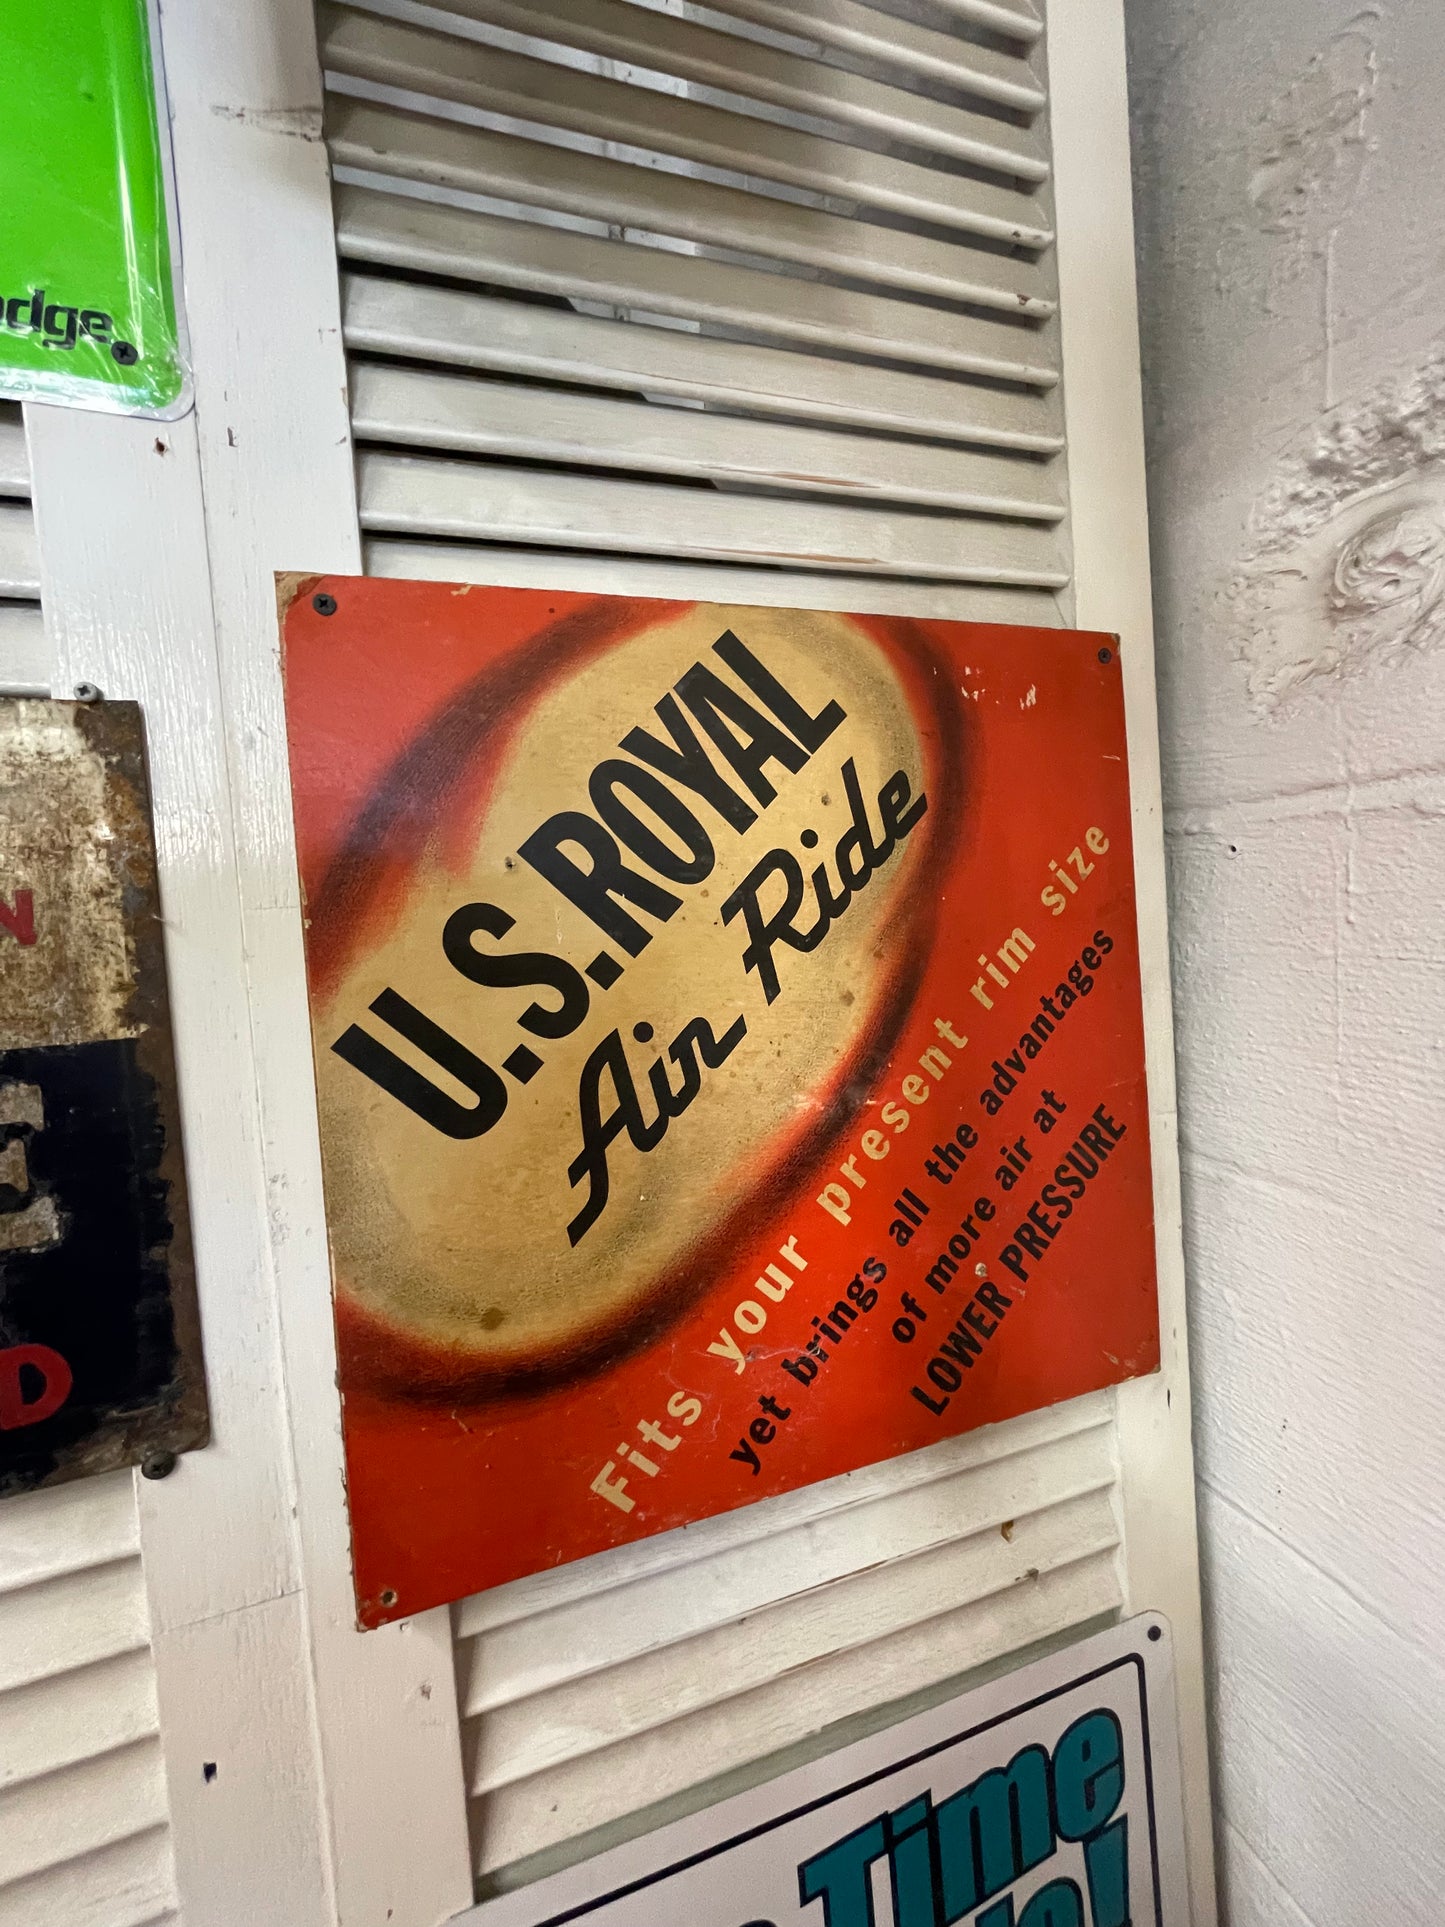 U.S. ROYAL
Air Ride
Fits your present rim size
yet brings all the advantages
of more air at
LOWER PRESSURE
Time